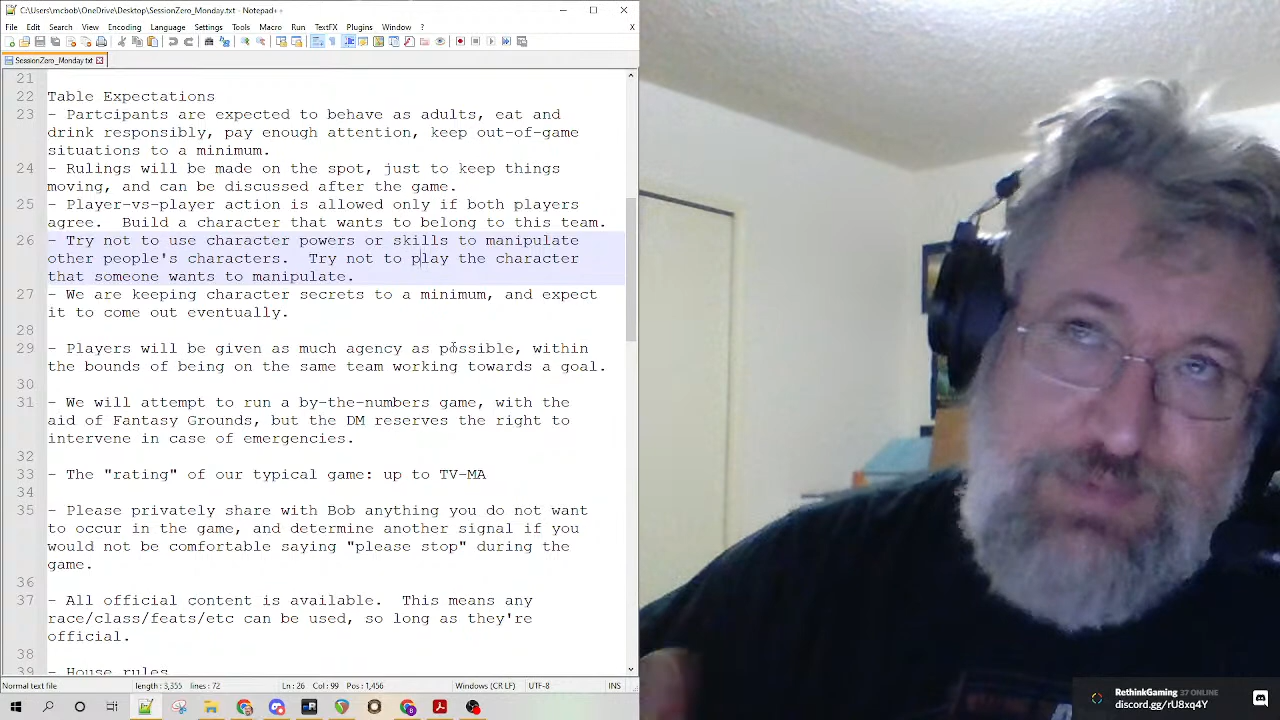 C:\Users\mcbob\OneDrive\Desktop\SessionZero_Monday.txt - Notepad++
File Edit Search View Encoding Language Settings Tools Macro Run TextFX Plugins Window ? X
SessionZero_Monday.txt
21
22 Table Expectations
23 - Partcipants are expected to behave as adults, eat and
drink responsibly, pay enough attention, keep out-of-game
situations to a minimum.
24 - Rulings will be made on the spot, just to keep things
moving, and can be discussed after the game.
25 - Player-vs-player action is allowed only if both players
agree.  Build a character that wants to belong to this team.
26 - Try not to use character powers or skills to manipulate
other people's characters.  Try not to play the character
that someone wants to manipulate.
27 - We are keeping character secrets to a minimum, and expect
it to come out eventually.
28
29 - Players will be given as much agency as possible, within
the bounds of being on the same team working towards a goal.
30
31 - We will attempt to run a by-the-numbers game, with the
aid of Fantasy Grounds, but the DM reserves the right to
intervene in case of emergencies.
32
33 - The "rating" of our typical game: up to TV-MA
34
35 - Please privately share with Bob anything you do not want
to occur in the game, and determine another signal if you
would not be comfortable saying "please stop" during the
game.
36
37 - All official content is available.  This means any
race/class/feats/etc can be used, so long as they're
official.
38
39 - House rules
Normal text file length : 3,355 lines : 72 Ln : 26 Col : 99 Pos : 1,456 Windows (CR LF) UTF-8 INS
RethinkGaming 37 ONLINE
discord.gg/rU8xq4Y